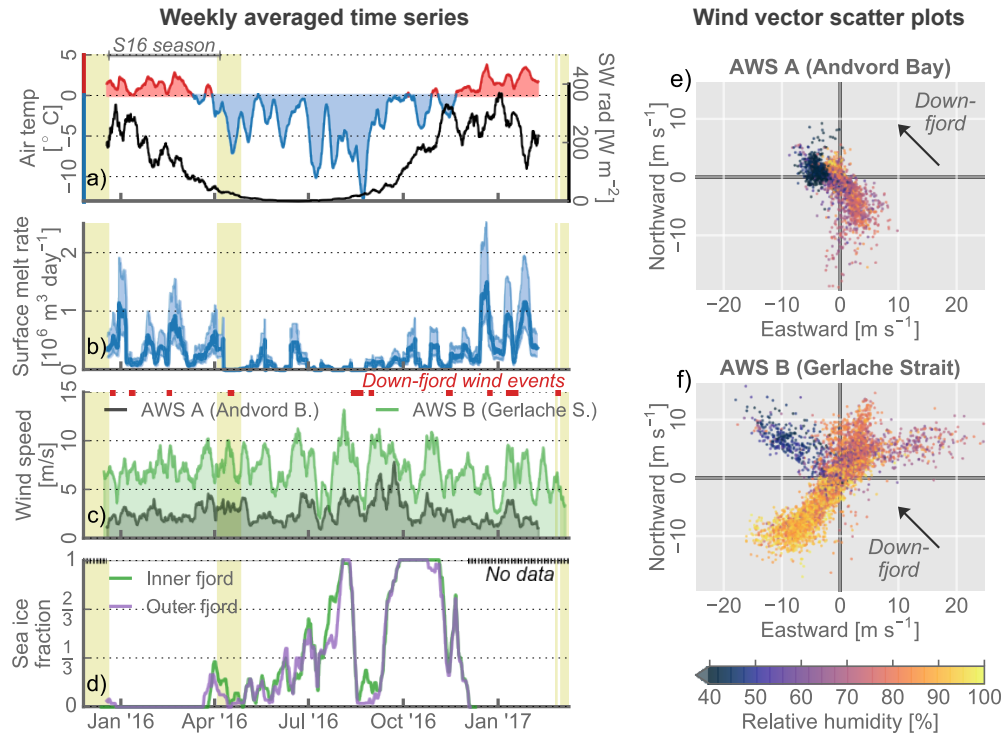 Weekly averaged time series
Wind vector scatter plots
S16 season
5
0
−5
−10
Air temp
[° C]
a)
400
200
0
SW rad [W m⁻²]
2
1
0
Surface melt rate
[10⁶ m³ day⁻¹]
b)
Down-fjord wind events
AWS A (Andvord B.)
AWS B (Gerlache S.)
15
10
5
0
Wind speed
[m/s]
c)
No data
Inner fjord
Outer fjord
1
2
3
1
3
0
Sea ice
fraction
d)
Jan '16
Apr '16
Jul '16
Oct '16
Jan '17
e)
AWS A (Andvord Bay)
Down-
fjord
10
0
−10
Northward [m s⁻¹]
−20
−10
0
10
20
Eastward [m s⁻¹]
f)
AWS B (Gerlache Strait)
10
0
−10
Northward [m s⁻¹]
Down-
fjord
−20
−10
0
10
20
Eastward [m s⁻¹]
40
50
60
70
80
90
100
Relative humidity [%]